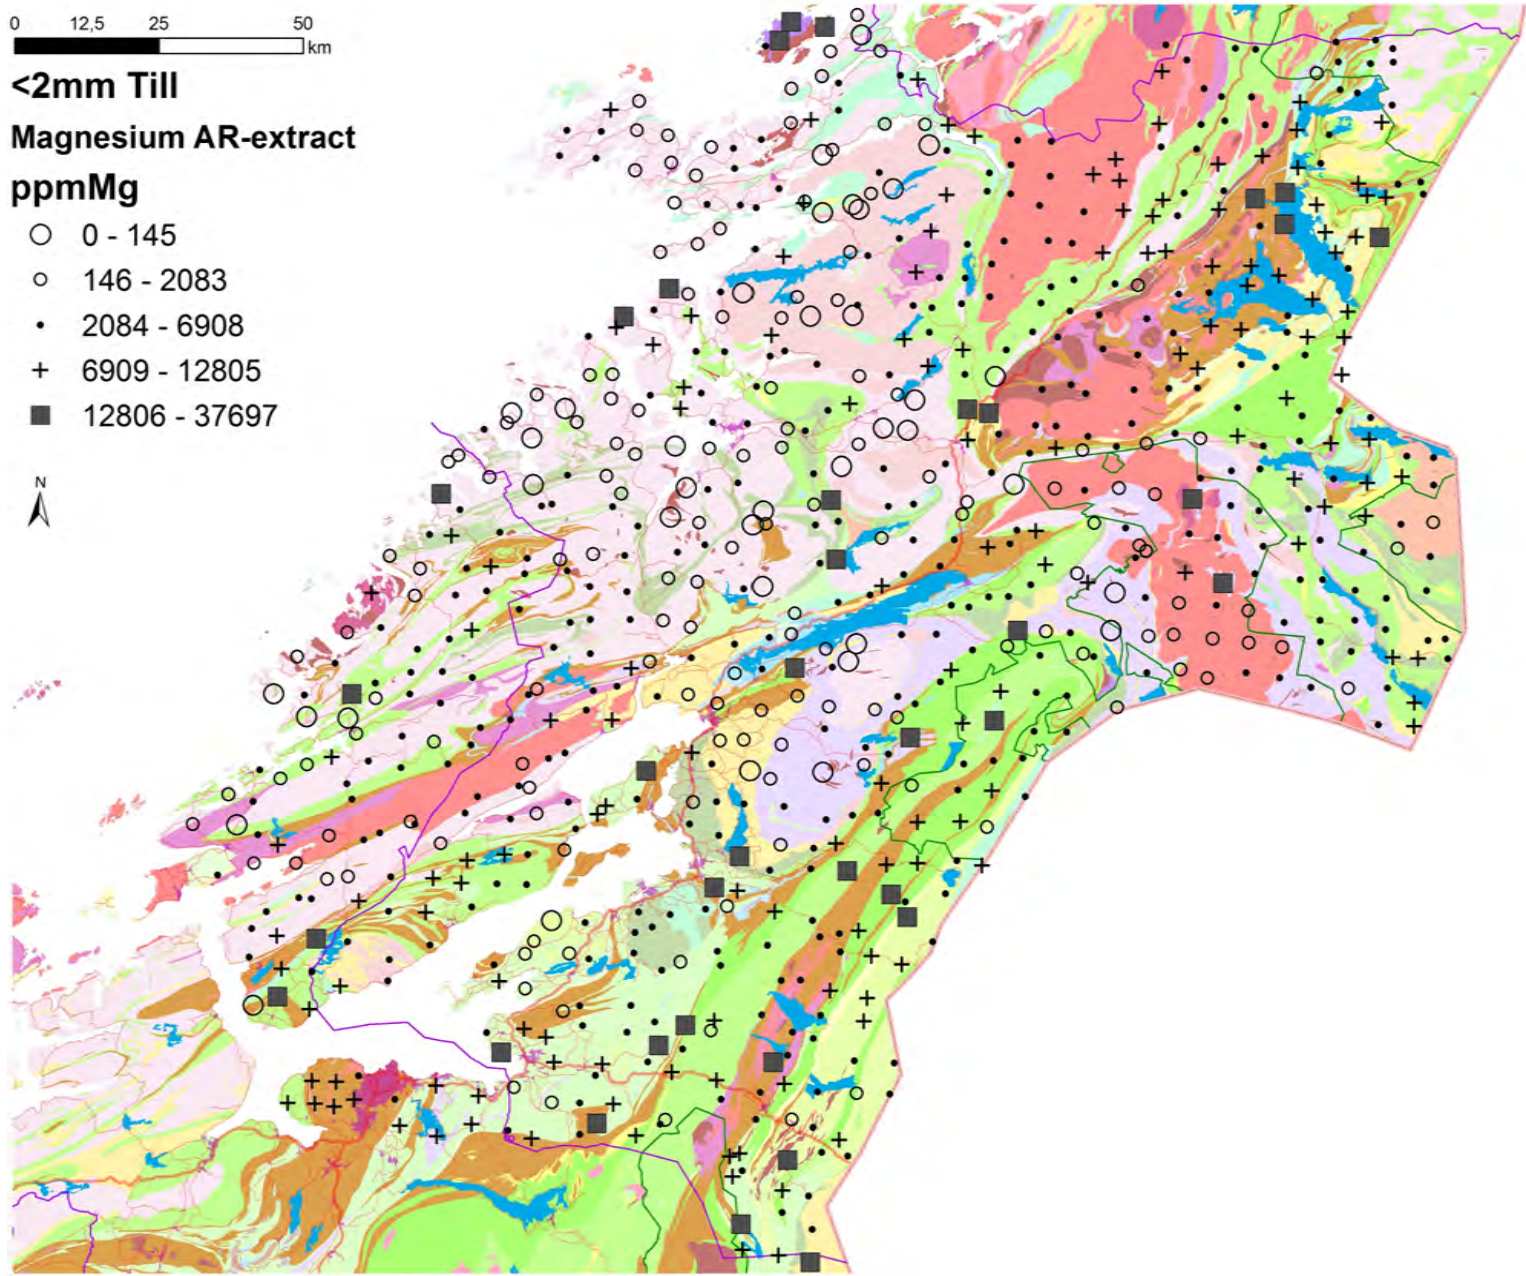 0 12,5 25 50
km
<2mm Till
Magnesium AR-extract
ppmMg
0 - 145
146 - 2083
2084 - 6908
6909 - 12805
12806 - 37697
N